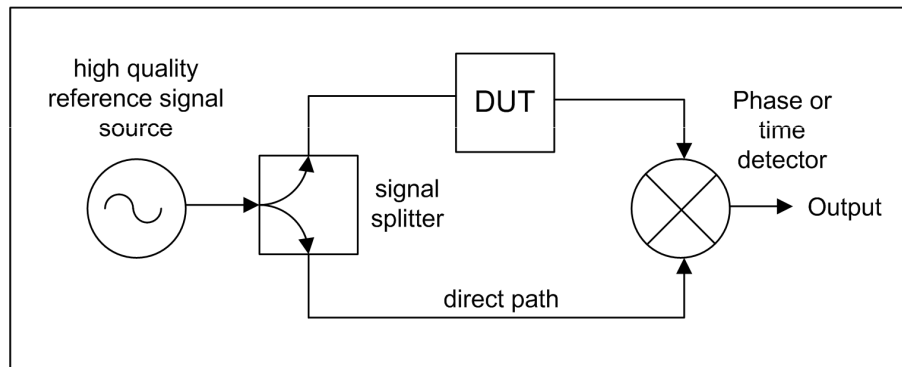 high quality
reference signal
source
DUT
Phase or
time
detector
signal
splitter
Output
direct path